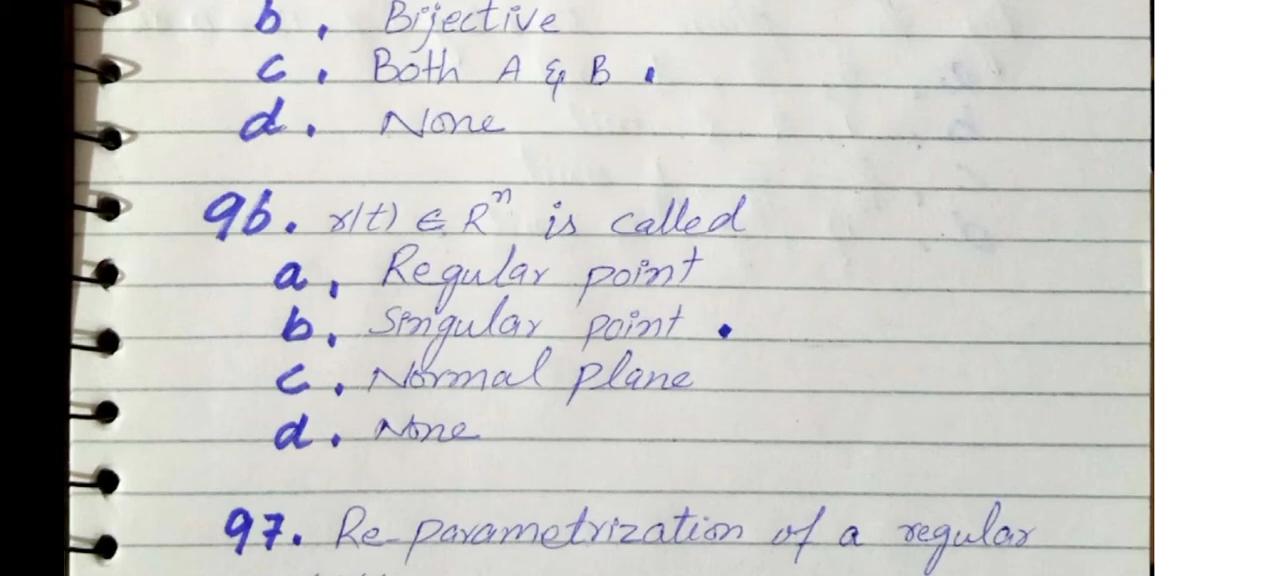 b. Bijective
c. Both A & B .
d. None
96. r(t) ∈ Rⁿ is called
a. Regular point
b. Singular point .
c. Normal plane
d. None
97. Re-parametrization of a regular